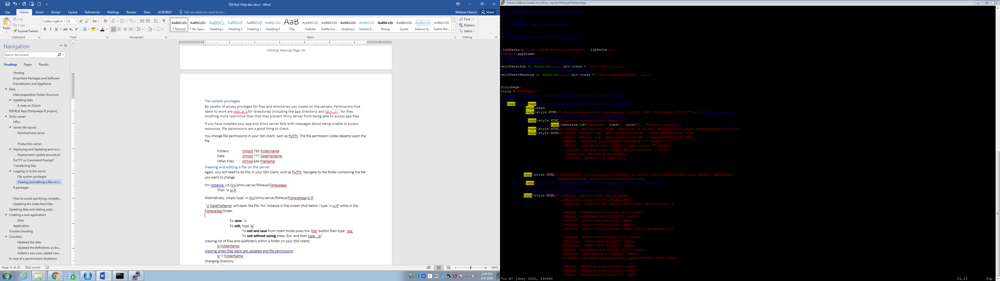 FISHEyE Help doc.docx - Word
File Home Insert Design Layout References Mailings Review View ACROBAT Tell me what you want to do... Melanie.Harsch Share
Paste
Cut
Copy
Format Painter
Calibri Light (H 11
AaBbCcDc AaBbCcDc AaBbC AaBbCcE AaBbCcD AaBbCcDc AaB AaBbCcD AaBbCcDc AaBbCcDc AaBbCcDc AaBbCcDc AaBbCcDc AaBbCcDc AABBCCDE
¶ Normal ¶ No Spac... Heading 1 Heading 2 Heading 3 Heading 4 Title Subtitle Subtle Em... Emphasis Intense E... Strong Quote Intense Q... Subtle Ref...
Find
Replace
Select
Clipboard Font Paragraph Styles Editing
Navigation
Search document
Headings Pages Results
Hosting
Important Packages and Software
Framebuster and Appframe
Data
Data preparation folder Structure
Updating data
A note on Oracle
FISHEyE App (fisheyeapp R project)
Shiny server
URLs
Server file layout
Development server
Production server
Deploying and Updating and on t...
Deployment-update procedure
PuTTY or Command Prompt?
Transferring files
Logging in to the server
File system privileges
Viewing and editing a file on t...
R packages
How to avoid specifying complet...
Updating the index.html files
Updating data and adding years
Creating a new application
Data
Application
Trouble shooting
Checklist
Updated the data
Updated the Definitions or Ins...
Added a new year, added new...
In case of a government shutdown
FISHEyE Manual Page 20
File system privileges
Be careful of access privileges for files and directories you create on the servers. Permissions that
seem to work are rwxr_sr_x for directories (including the app directory) and rw_r__r__ for files.
Anything more restrictive than that may prevent Shiny Server from being able to access app files.
If you have installed your app and Shiny server fails with messages about being unable to access
resources, file permissions are a good thing to check.
You change file permissions in your SSH client, such as PuTTY. The file permission codes depend upon the
file.
Folders: chmod 755 FolderName
Data: chmod 777 DataFileName
Other Files: chmod 644 FileName
Viewing and editing a file on the server
Again, you will need to do this in your SSH client, such as PuTTY. Navigate to the folder containing the file
you want to change.
For instance: cd /srv/shiny-server/fisheye/Fisheyeapp
Then ‘vi ui.R’
Alternatively, simply type ‘vi /srv/shiny-server/fisheye/FisheyeApp/ui.R’
‘vi DataFileName’ will open the file. For instance in the screen shot below I type ‘vi ui.R’ while in the
FisheyeApp folder.
To view: ‘o’
To edit, type ‘ei’
To exit and save from insert mode press the ‘Esq’ button then type ‘:wq’
To exit without saving press ‘Esc’ and then type ‘:q!’
Viewing list of files and subfolders within a folder (in your SSH client)
ls FolderName
Viewing when files were last updated and file permissions
ls –l FolderName
Changing directory
Page 21 of 28 7810 words 100%
2:59 PM
6/4/2018
mharsch@nwcrweb:/srv/shiny-server/fisheye/FisheyeApp
# This page
# 1. Defines layout of the page
# 2.
# 3.
.libPaths(c("/usr/lib64/R/shiny_library", .libPaths()))
library(appFrame)
# custom css functions
# calls .css selector for well-sub
wellPanelSub <- function(...){div(class = "well-sub", ...)}
# calls .css selector for radioButton header
wellPanelHeading <- function(...){div(class = "well-radioHeading", ...)}
fluidPage(
title = "FISHEyE",
#stylize the appearance of different aspects of the website
#####
# tags$head(tags$body(includeHTML("google-analytics.noaa.js"))),
tags$head(
tags$style(HTML(".shiny-output-error-validation {color: red; font-size: 120%;}")), #validation error
# modify spacing of labels for specified widgets
tags$style(HTML(".select {margin-top:-20px}"),
tags$textarea(id="message", rows=3, cols=40, "Default value")),
tags$style(HTML(".navbar {margin-top:40px; position:relative; padding-left:15px; padding-right:0;}")),
tags$style(HTML(".ckbox {margin-top: 0px; margin-bottom: -15px;padding-top:10px}
.ckbox3 {margin-top: 0px; margin-bottom: -15px;padding-top:10px}
.ckbox3 .checkbox input[type=*checkbox*] { width: 0;}
.ckbox3 .checkbox:nth-child(n) label{color:#5a5a5a;}
.statbox {margin-top: -30px; margin-bottom: -15px}
.actbutton {margin-bottom:5px;}
.rbutton {margin-top:15px}")),
tags$style(HTML(".sectselect >li{position:relative; z-index:10000; background-color:black !important;
display:inline; vertical-align:middle;}")),
# indenting and bolding fishery selections
tags$style(HTML(".rbutton .radio:first-child label,
.rbutton2 .radio:first-child label,
.frbutton .radio:first-child label{font-style:italic;}
.ckbox2 .checkbox:nth-child(-n+2) label,
.ckbox2 .checkbox:nth-child(11) label,
.rbutton .radio:nth-child(2) label,
.rbutton .radio:nth-child(3) label,
.rbutton .radio:nth-child(12) label{font-weight:bold;}
.rbutton .radio:nth-child(-n+15) label,
.frbutton .radio:nth-child(4) label,
.frbutton .radio:nth-child(5) label,
.ckbox2 .checkbox:nth-child(-n+14) label,
.frckbox .checkbox:nth-child(3) label,
.frckbox .checkbox:nth-child(4) label{margin-left:17px;}
.ckbox2 .checkbox:nth-child(4) label,
.ckbox2 .checkbox:nth-child(5) label,
.ckbox2 .checkbox:nth-child(7) label,
"ui.R" [dos] 305L, 19098C 25,13 Top